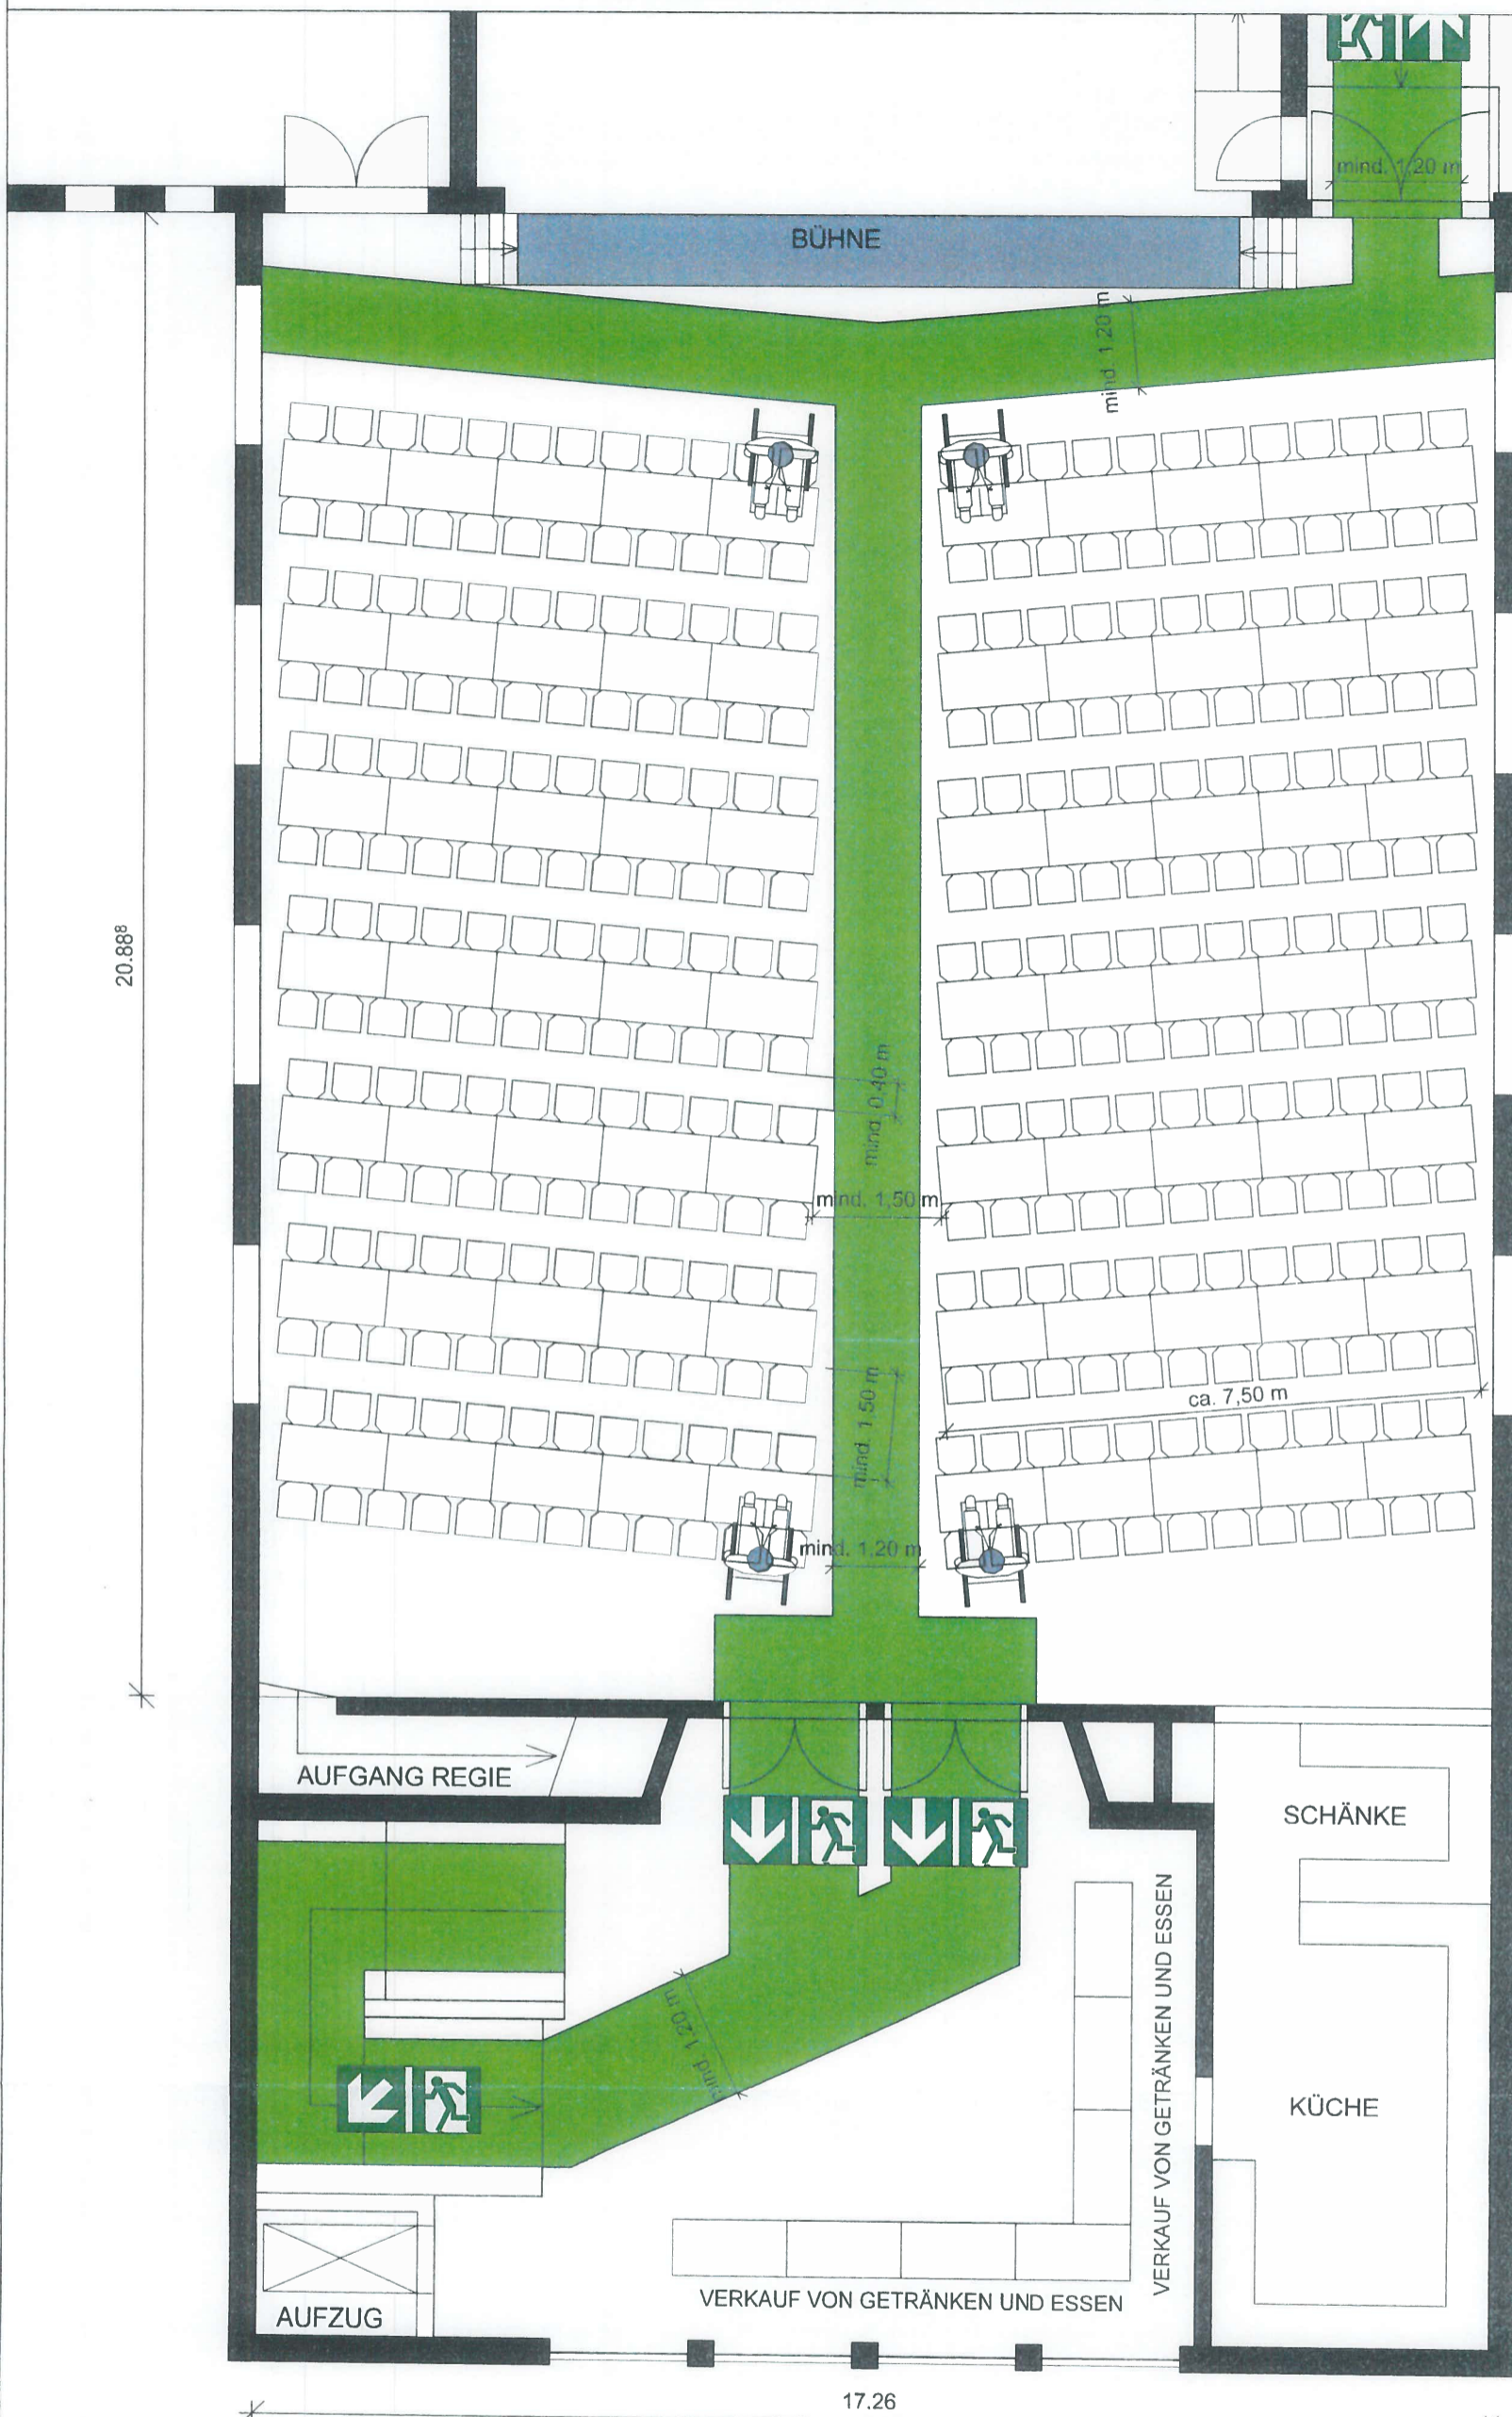 mind. 1,20 m
BÜHNE
mind. 1,20 m
20.88⁸
mind. 0,40 m
mind. 1,50 m
mind. 1,50 m
ca. 7,50 m
mind. 1,20 m
AUFGANG REGIE
SCHÄNKE
mind. 1,20 m
VERKAUF VON GETRÄNKEN UND ESSEN
KÜCHE
VERKAUF VON GETRÄNKEN UND ESSEN
AUFZUG
17.26